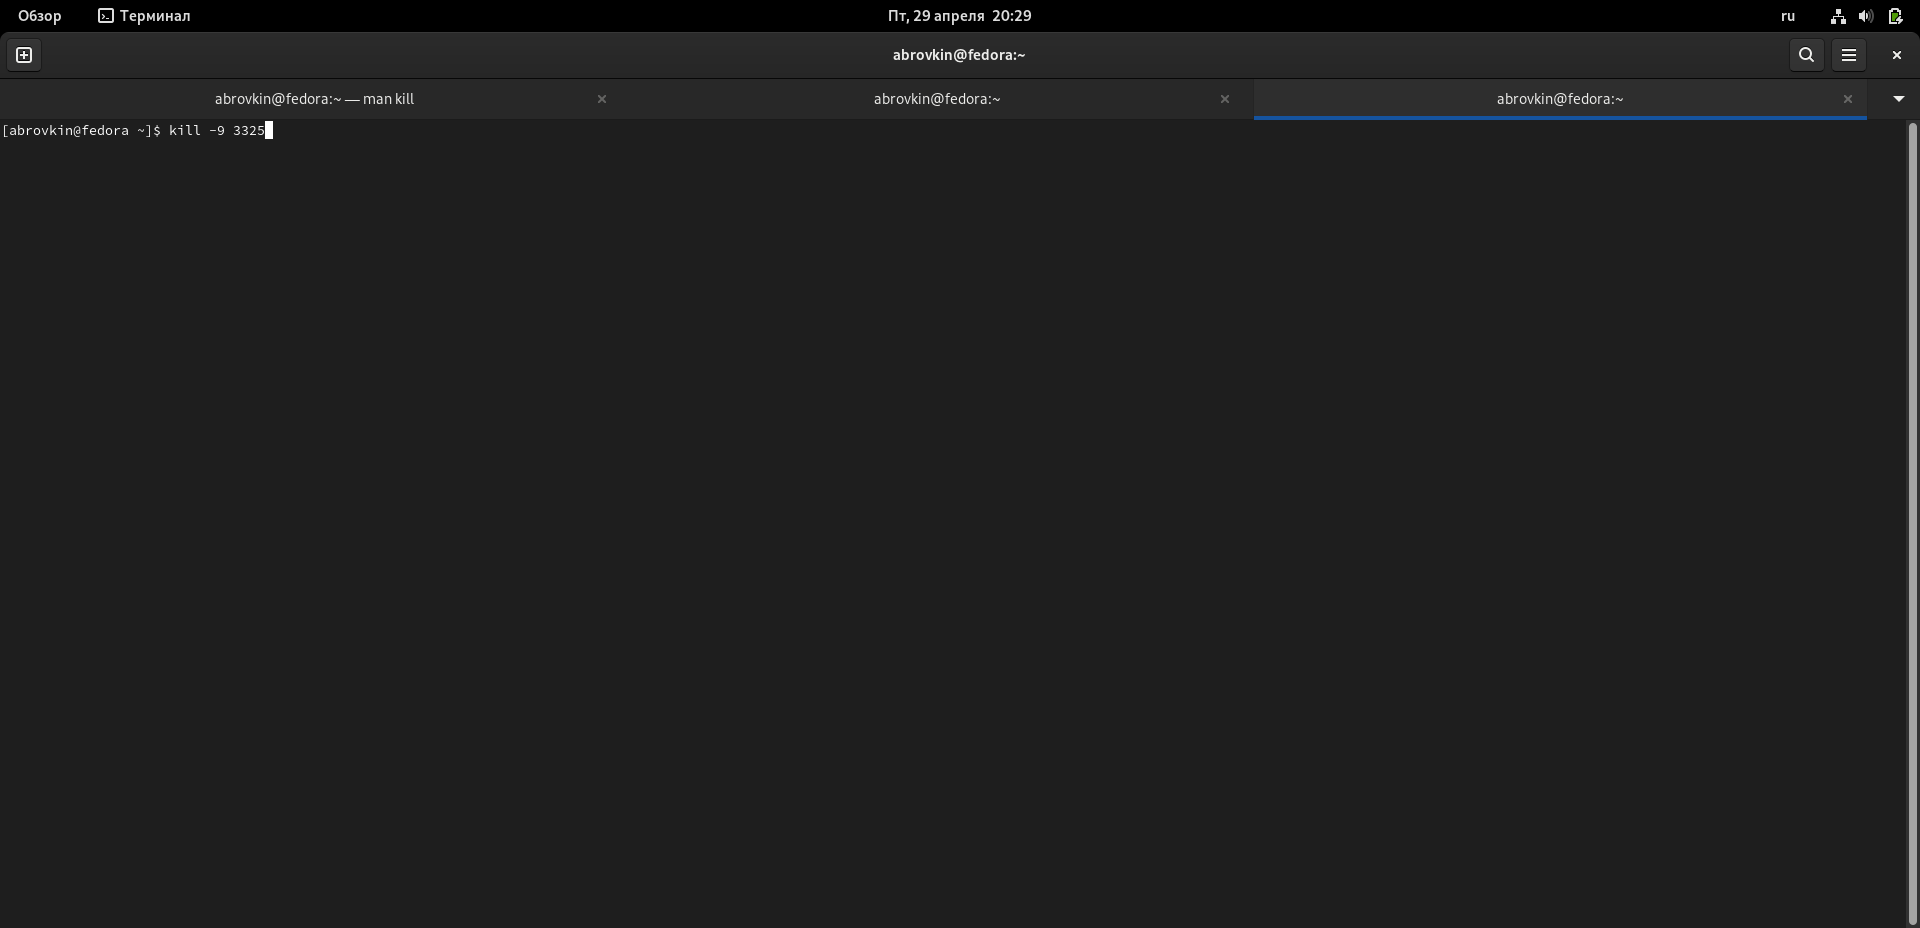 Обзор Терминал Пт, 29 апреля 20:29 ru
abrovkin@fedora:~
abrovkin@fedora:~ — man kill abrovkin@fedora:~ abrovkin@fedora:~
[abrovkin@fedora ~]$ kill -9 3325